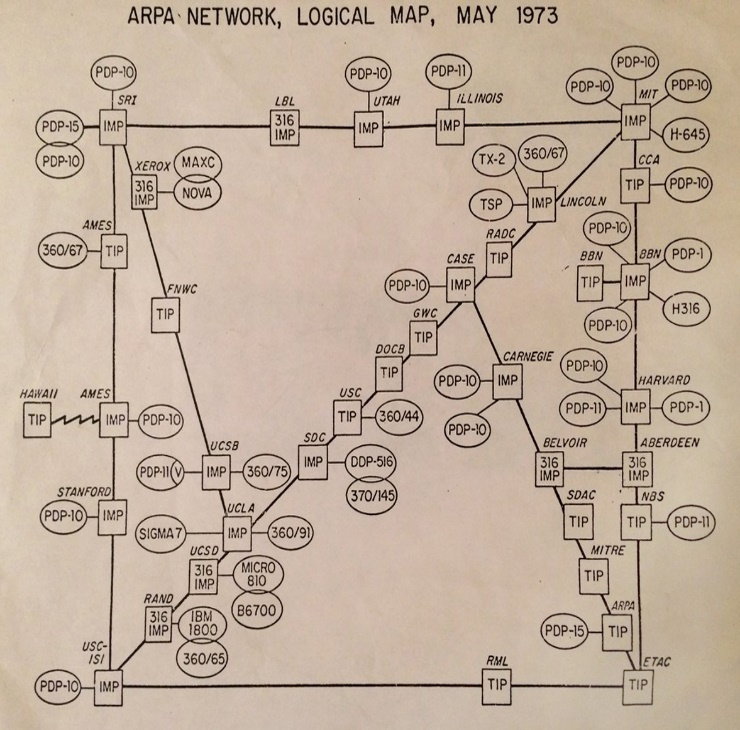 ARPA NETWORK, LOGICAL MAP, MAY 1973
PDP-10
SRI
IMP
PDP-15
PDP-10
LBL
316
IMP
PDP-10
UTAH
IMP
PDP-11
ILLINOIS
IMP
PDP-10
PDP-10
PDP-10
MIT
IMP
H-645
XEROX
316
IMP
MAXC
NOVA
TX-2
360/67
TSP
IMP
LINCOLN
CCA
TIP
PDP-10
AMES
360/67
TIP
RADC
TIP
PDP-10
BBN
TIP
BBN
IMP
PDP-1
PDP-10
H316
CASE
PDP-10
IMP
FNWC
TIP
GWC
TIP
DOCB
TIP
CARNEGIE
PDP-10
IMP
PDP-10
PDP-10
HARVARD
PDP-11
IMP
PDP-1
HAWAII
TIP
AMES
IMP
PDP-10
USC
TIP
360/44
UCSB
PDP-11
V
IMP
360/75
SDC
IMP
DDP-516
370/145
BELVOIR
316
IMP
ABERDEEN
316
IMP
STANFORD
PDP-10
IMP
UCLA
SIGMA7
IMP
360/91
SDAC
TIP
NBS
TIP
PDP-11
UCSD
316
IMP
MICRO
810
B6700
MITRE
TIP
RAND
316
IMP
IBM
1800
360/65
ARPA
PDP-15
TIP
USC-
ISI
PDP-10
IMP
RML
TIP
ETAC
TIP